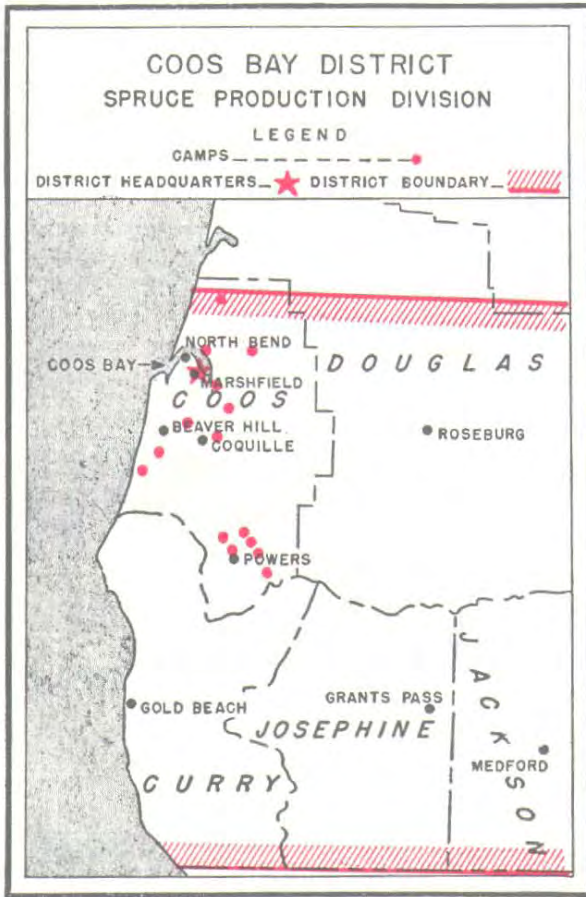 COOS BAY DISTRICT
SPRUCE PRODUCTION DIVISION
LEGEND
CAMPS
DISTRICT HEADQUARTERS DISTRICT BOUNDARY
NORTH BEND
COOS BAY
MARSHFIELD
DOUGLAS
COOS
BEAVER HILL
COQUILLE
ROSEBURG
POWERS
GOLD BEACH
GRANTS PASS
JOSEPHINE
JACKSON
MEDFORD
CURRY